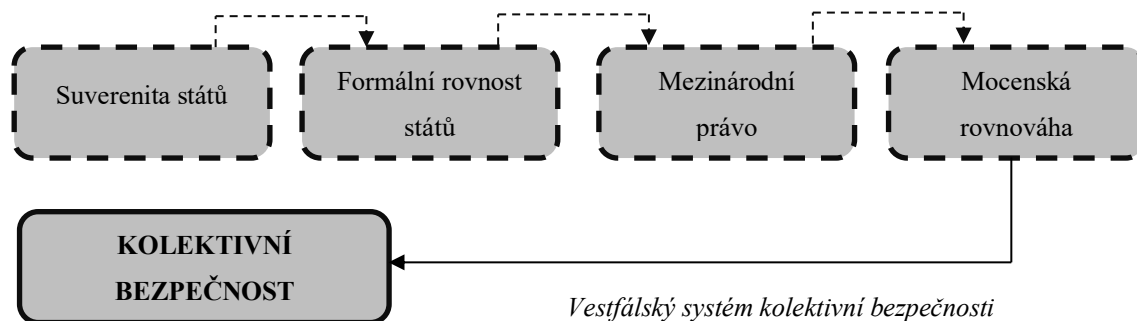 Suverenita států
Formální rovnost
států
Mezinárodní
právo
Mocenská
rovnováha
KOLEKTIVNÍ
BEZPEČNOST
Vestfálský systém kolektivní bezpečnosti